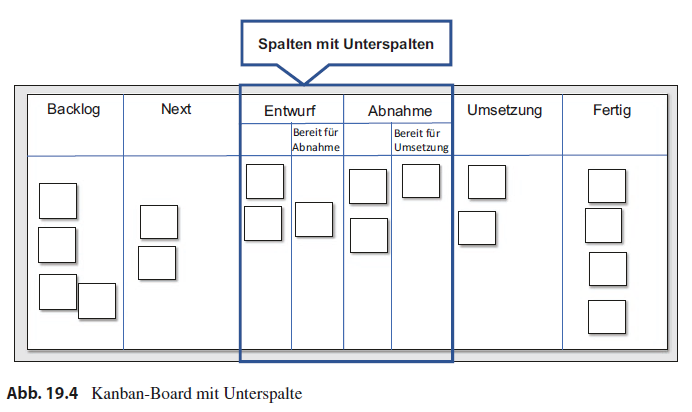 Spalten mit Unterspalten
Backlog
Next
Entwurf
Abnahme
Umsetzung
Fertig
Bereit für
Abnahme
Bereit für
Umsetzung
Abb. 19.4 Kanban-Board mit Unterspalte